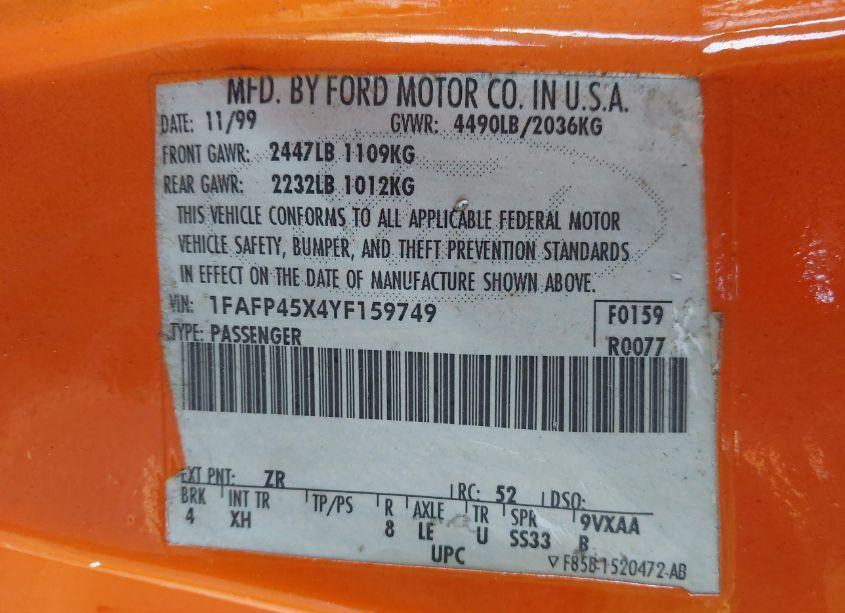 MFD. BY FORD MOTOR CO. IN U.S.A.
DATE: 11/99 GVWR: 4490LB/2036KG
FRONT GAWR: 2447LB 1109KG
REAR GAWR: 2232LB 1012KG
THIS VEHICLE CONFORMS TO ALL APPLICABLE FEDERAL MOTOR
VEHICLE SAFETY, BUMPER, AND THEFT PREVENTION STANDARDS
IN EFFECT ON THE DATE OF MANUFACTURE SHOWN ABOVE.
VIN: 1FAFP45X4YF159749 F0159
TYPE: PASSENGER R0077
EXT PNT: ZR RC: 52 DSO:
BRK INT TR TP/PS R AXLE TR SPR 9VXAA
4 XH 8 LE U SS33 B
UPC ▽F85B-1520472-AB